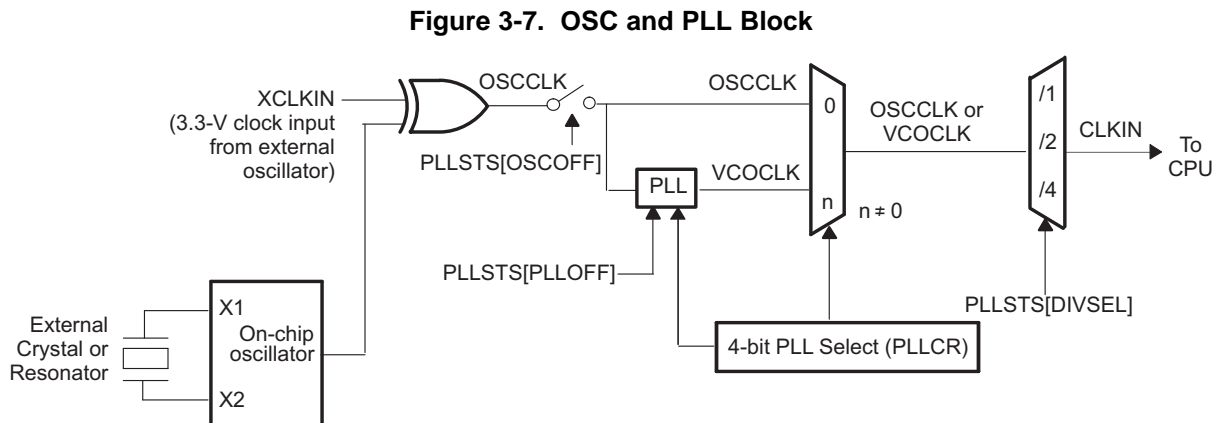 Figure 3-7. OSC and PLL Block
XCLKIN
(3.3-V clock input
from external
oscillator)
OSCCLK
PLLSTS[OSCOFF]
OSCCLK
0
PLL
VCOCLK
n
n ≠ 0
OSCCLK or
VCOCLK
/1
/2
/4
CLKIN
To
CPU
PLLSTS[PLLOFF]
PLLSTS[DIVSEL]
4-bit PLL Select (PLLCR)
External
Crystal or
Resonator
X1
On-chip
oscillator
X2